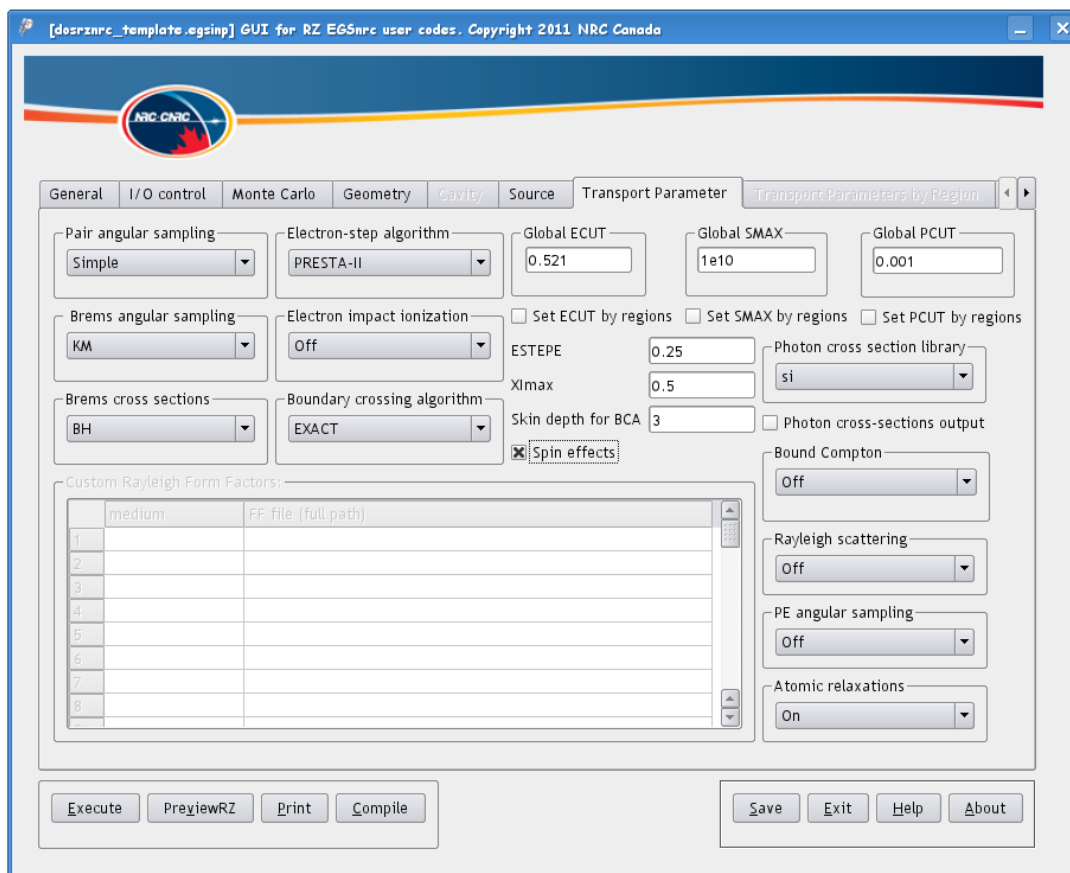 [dosrznrc_template.egsinp] GUI for RZ EGSnrc user codes. Copyright 2011 NRC Canada
NRC·CNRC
General I/O control Monte Carlo Geometry Cavity Source Transport Parameter Transport Parameters by Region
Pair angular sampling Electron-step algorithm Global ECUT Global SMAX Global PCUT
Simple PRESTA-II 0.521 1e10 0.001
Brems angular sampling Electron impact ionization Set ECUT by regions Set SMAX by regions Set PCUT by regions
KM Off ESTEPE 0.25 Photon cross section library
XImax 0.5 si
Brems cross sections Boundary crossing algorithm Skin depth for BCA 3 Photon cross-sections output
BH EXACT Spin effects Bound Compton
Off
Custom Rayleigh Form Factors:
medium FF file (full path)
1
2
3
4
5
6
7
8
Rayleigh scattering
Off
PE angular sampling
Off
Atomic relaxations
On
Execute PreviewRZ Print Compile Save Exit Help About